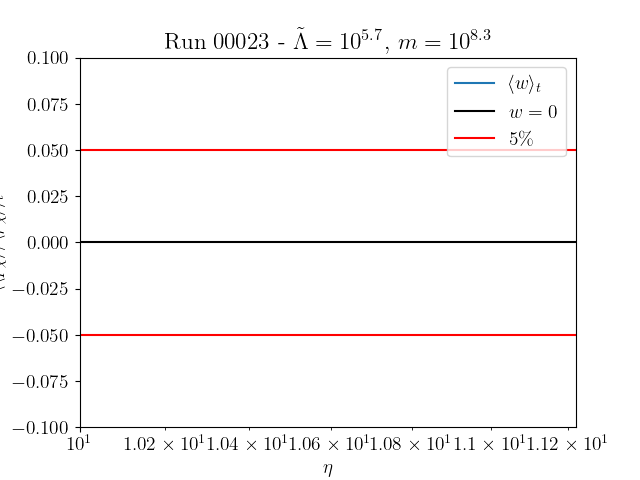 Run 00023 - Λ̃ = 10^5.7, m = 10^8.3
0.100
0.075
0.050
0.025
0.000
−0.025
−0.050
−0.075
−0.100
⟨w⟩_t
w = 0
5%
10^1 1.02 × 10^1 1.04 × 10^1 1.06 × 10^1 1.08 × 10^1 1.1 × 10^1 1.12 × 10^1
η